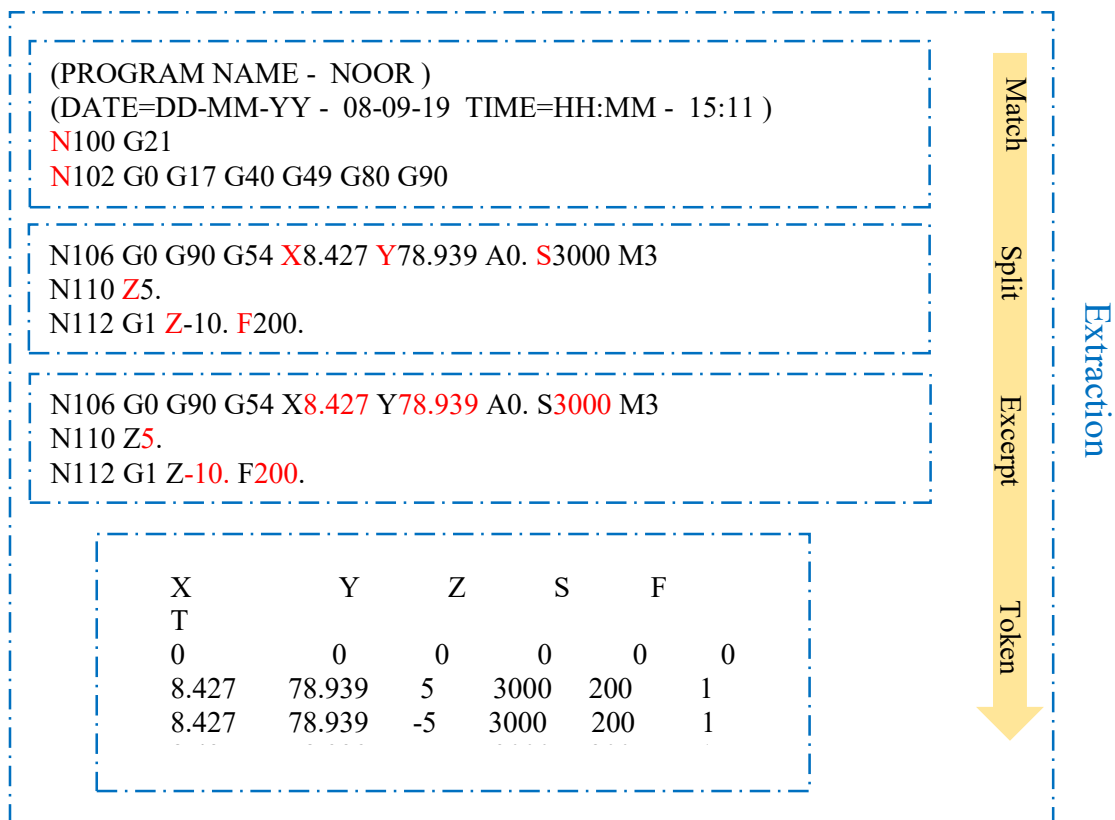 (PROGRAM NAME - NOOR )
(DATE=DD-MM-YY - 08-09-19 TIME=HH:MM - 15:11 )
N100 G21
N102 G0 G17 G40 G49 G80 G90
N106 G0 G90 G54 X8.427 Y78.939 A0. S3000 M3
N110 Z5.
N112 G1 Z-10. F200.
N106 G0 G90 G54 X8.427 Y78.939 A0. S3000 M3
N110 Z5.
N112 G1 Z-10. F200.
X Y Z S F
T
0 0 0 0 0 0
8.427 78.939 5 3000 200 1
8.427 78.939 -5 3000 200 1
Match
Split
Excerpt
Token
Extraction